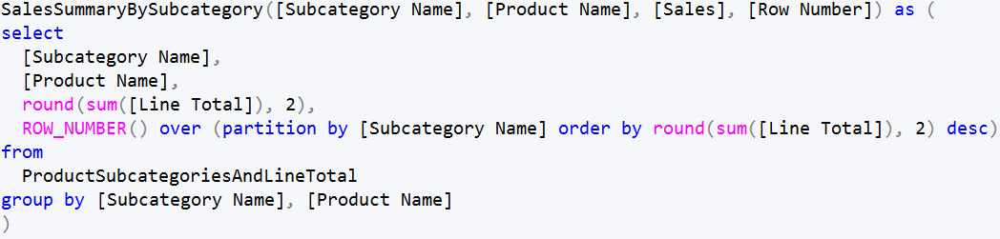 SalesSummaryBySubcategory([Subcategory Name], [Product Name], [Sales], [Row Number]) as (
select
  [Subcategory Name],
  [Product Name],
  round(sum([Line Total]), 2),
  ROW_NUMBER() over (partition by [Subcategory Name] order by round(sum([Line Total]), 2) desc)
from
  ProductSubcategoriesAndLineTotal
group by [Subcategory Name], [Product Name]
)